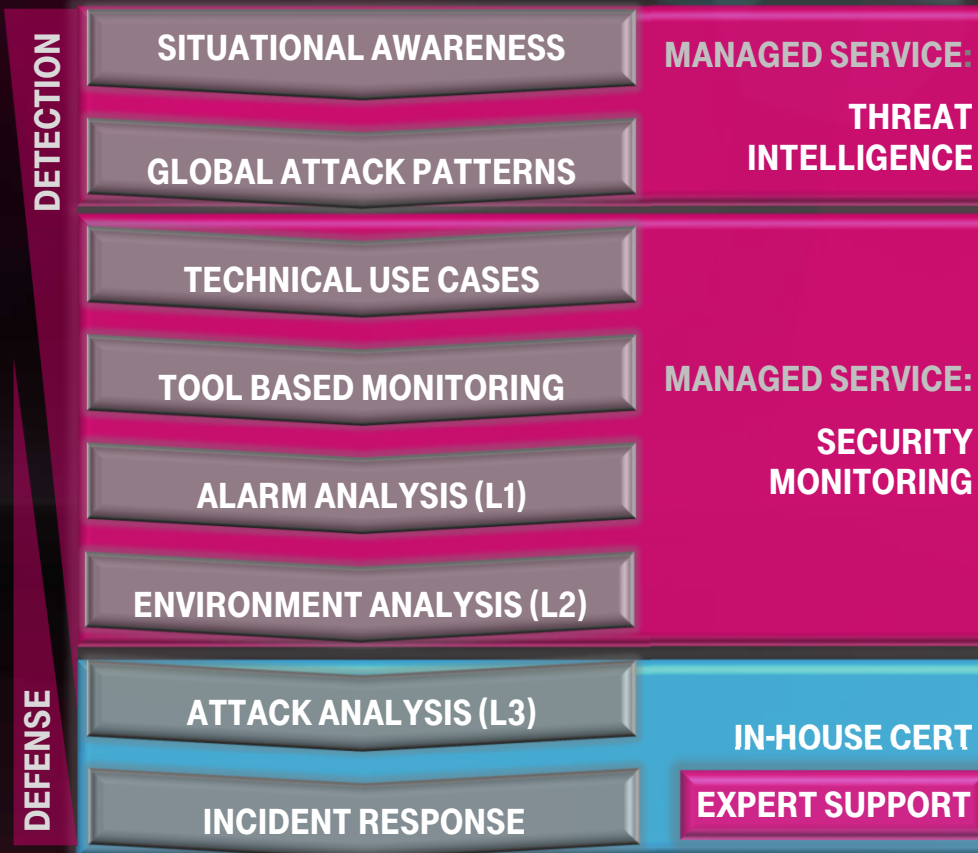 DETECTION
SITUATIONAL AWARENESS
GLOBAL ATTACK PATTERNS
MANAGED SERVICE:
THREAT
INTELLIGENCE
TECHNICAL USE CASES
TOOL BASED MONITORING
ALARM ANALYSIS (L1)
ENVIRONMENT ANALYSIS (L2)
MANAGED SERVICE:
SECURITY
MONITORING
DEFENSE
ATTACK ANALYSIS (L3)
INCIDENT RESPONSE
IN-HOUSE CERT
EXPERT SUPPORT